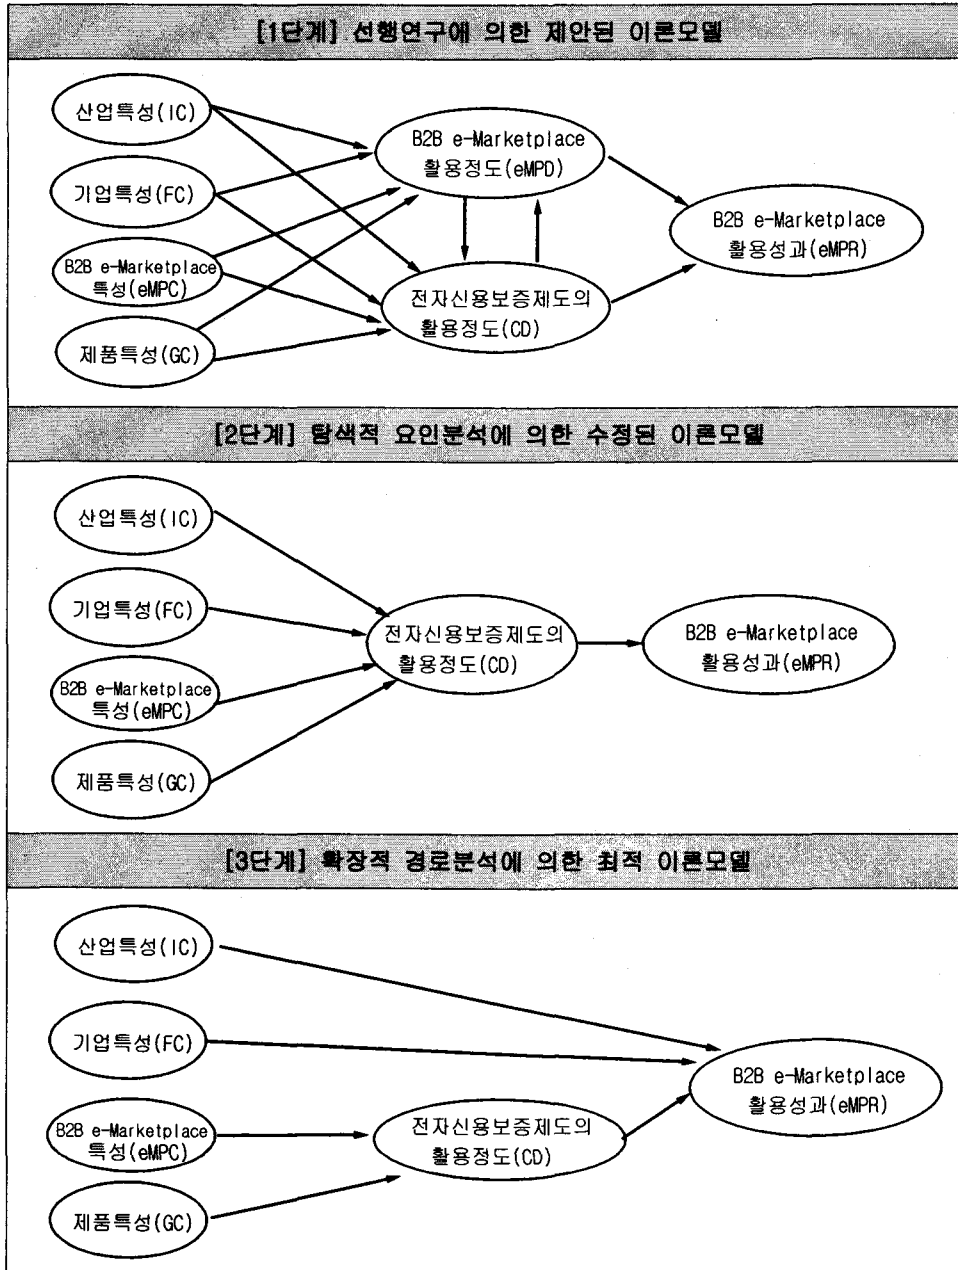 [1단계] 선행연구에 의한 제안된 이론모델
산업특성(IC)
기업특성(FC)
B2B e-Marketplace
특성(eMPC)
제품특성(GC)
B2B e-Marketplace
활용정도(eMPD)
전자신용보증제도의
활용정도(CD)
B2B e-Marketplace
활용성과(eMPR)
[2단계] 탐색적 요인분석에 의한 수정된 이론모델
산업특성(IC)
기업특성(FC)
B2B e-Marketplace
특성(eMPC)
제품특성(GC)
전자신용보증제도의
활용정도(CD)
B2B e-Marketplace
활용성과(eMPR)
[3단계] 확장적 경로분석에 의한 최적 이론모델
산업특성(IC)
기업특성(FC)
B2B e-Marketplace
특성(eMPC)
제품특성(GC)
전자신용보증제도의
활용정도(CD)
B2B e-Marketplace
활용성과(eMPR)